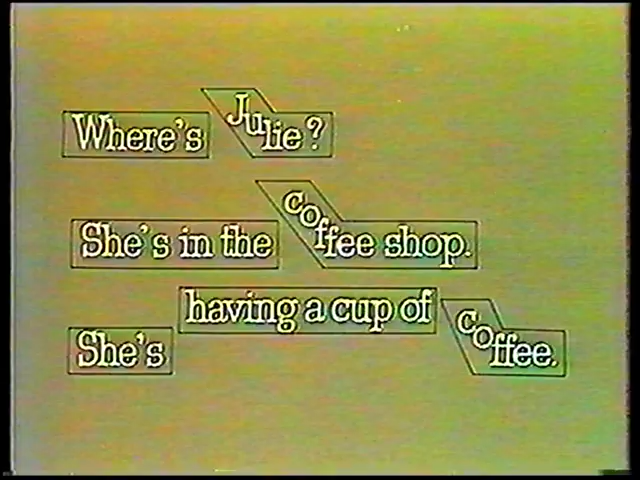 Where's Julie?
She's in the coffee shop.
She's having a cup of coffee.